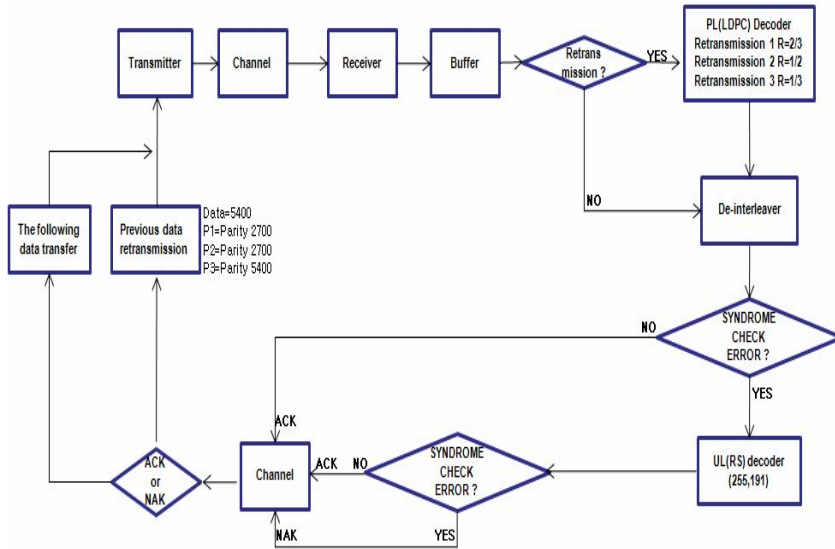 Transmitter
Channel
Receiver
Buffer
Retrans
mission ?
YES
PL(LDPC) Decoder
Retransmission 1 R=2/3
Retransmission 2 R=1/2
Retransmission 3 R=1/3
NO
De-interleaver
The following
data transfer
Previous data
retransmission
Data=5400
P1=Parity 2700
P2=Parity 2700
P3=Parity 5400
SYNDROME
CHECK
ERROR ?
NO
YES
UL(RS) decoder
(255,191)
SYNDROME
CHECK
ERROR ?
NO
YES
ACK
ACK
NAK
Channel
ACK
or
NAK